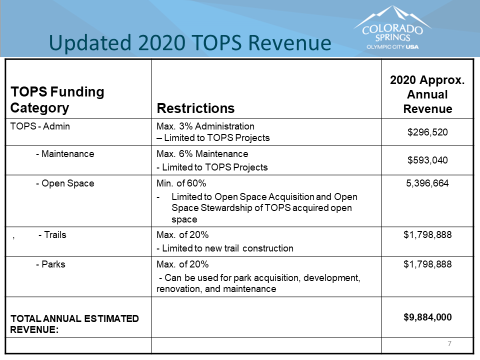 COLORADO
SPRINGS
OLYMPIC CITY USA
Updated 2020 TOPS Revenue
TOPS Funding
Category
Restrictions
2020 Approx.
Annual
Revenue
TOPS - Admin
Max. 3% Administration
– Limited to TOPS Projects
$296,520
- Maintenance
Max. 6% Maintenance
- Limited to TOPS Projects
$593,040
- Open Space
Min. of 60%
- Limited to Open Space Acquisition and Open
Space Stewardship of TOPS acquired open
space
5,396,664
, - Trails
Max. of 20%
- Limited to new trail construction
$1,798,888
- Parks
Max. of 20%
- Can be used for park acquisition, development,
renovation, and maintenance
$1,798,888
TOTAL ANNUAL ESTIMATED
REVENUE:
$9,884,000
7